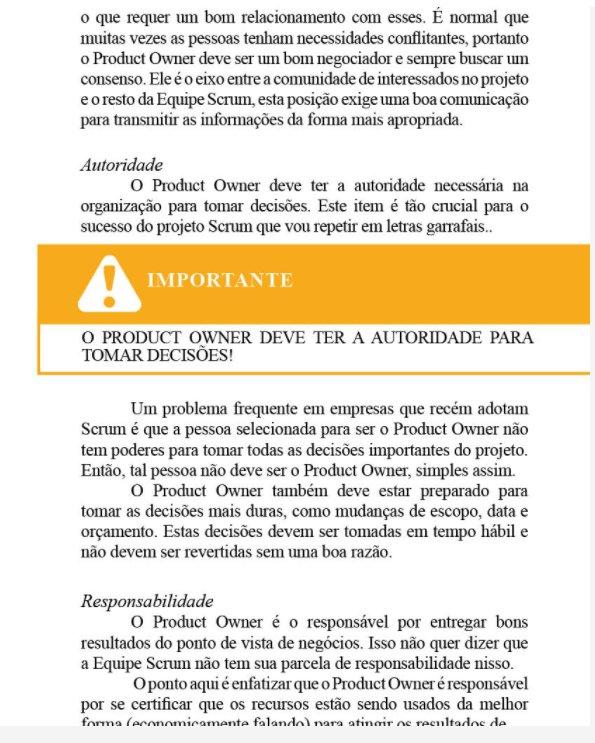 o que requer um bom relacionamento com esses. É normal que
muitas vezes as pessoas tenham necessidades conflitantes, portanto
o Product Owner deve ser um bom negociador e sempre buscar um
consenso. Ele é o eixo entre a comunidade de interessados no projeto
e o resto da Equipe Scrum, esta posição exige uma boa comunicação
para transmitir as informações da forma mais apropriada.
Autoridade
O Product Owner deve ter a autoridade necessária na
organização para tomar decisões. Este item é tão crucial para o
sucesso do projeto Scrum que vou repetir em letras garrafais..
IMPORTANTE
O PRODUCT OWNER DEVE TER A AUTORIDADE PARA
TOMAR DECISÕES!
Um problema frequente em empresas que recém adotam
Scrum é que a pessoa selecionada para ser o Product Owner não
tem poderes para tomar todas as decisões importantes do projeto.
Então, tal pessoa não deve ser o Product Owner, simples assim.
O Product Owner também deve estar preparado para
tomar as decisões mais duras, como mudanças de escopo, data e
orçamento. Estas decisões devem ser tomadas em tempo hábil e
não devem ser revertidas sem uma boa razão.
Responsabilidade
O Product Owner é o responsável por entregar bons
resultados do ponto de vista de negócios. Isso não quer dizer que
a Equipe Scrum não tem sua parcela de responsabilidade nisso.
O ponto aqui é enfatizar que o Product Owner é responsável
por se certificar que os recursos estão sendo usados da melhor
forma (economicamente falando) para atingir os resultados de